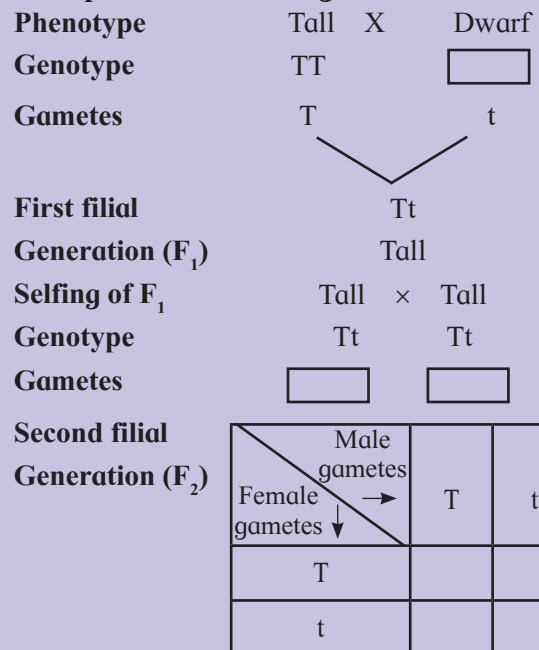 Phenotype Tall X Dwarf
Genotype TT
Gametes T t
First filial Tt
Generation (F₁) Tall
Selfing of F₁ Tall × Tall
Genotype Tt Tt
Gametes
Second filial
Generation (F₂)
Male
gametes →
Female
gametes ↓
T t
T
t